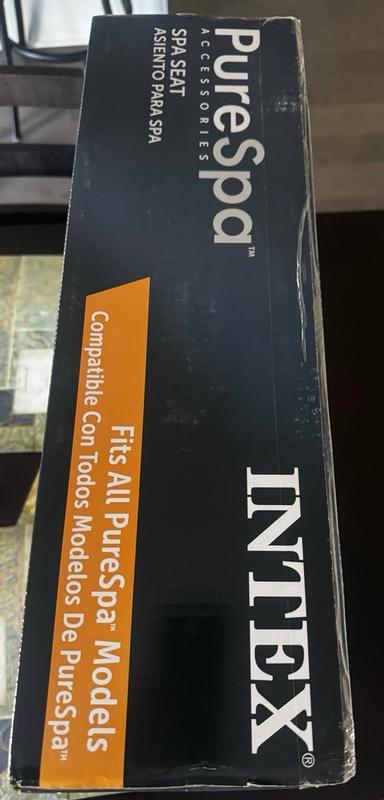 PureSpa™
ACCESSORIES
SPA SEAT
ASIENTO PARA SPA
INTEX®
Fits All PureSpa™ Models
Compatible Con Todos Modelos De PureSpa™